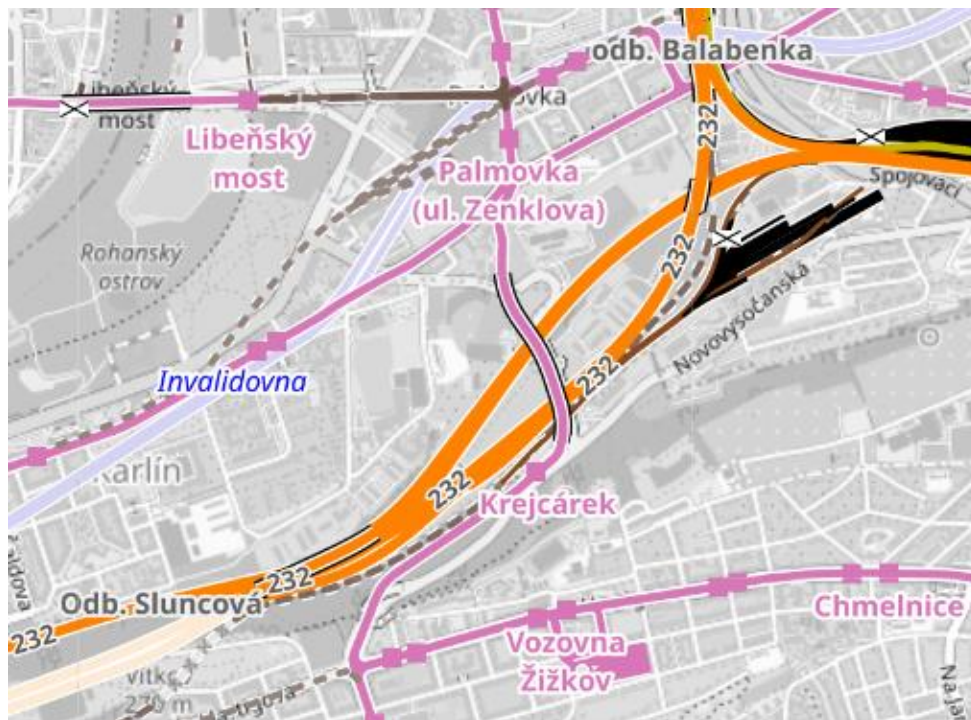 odb. Balabenka
Libeňský
most
Libeňský
most
Palmovka
(ul. Zenklova)
232
Spojovací
Rohanský
ostrov
232
Novovysočanská
Invalidovna
232
Karlín
232
Krejcárek
232
Odb. Sluncová
232
Chmelnice
Vozovna
Žižkov
270 m